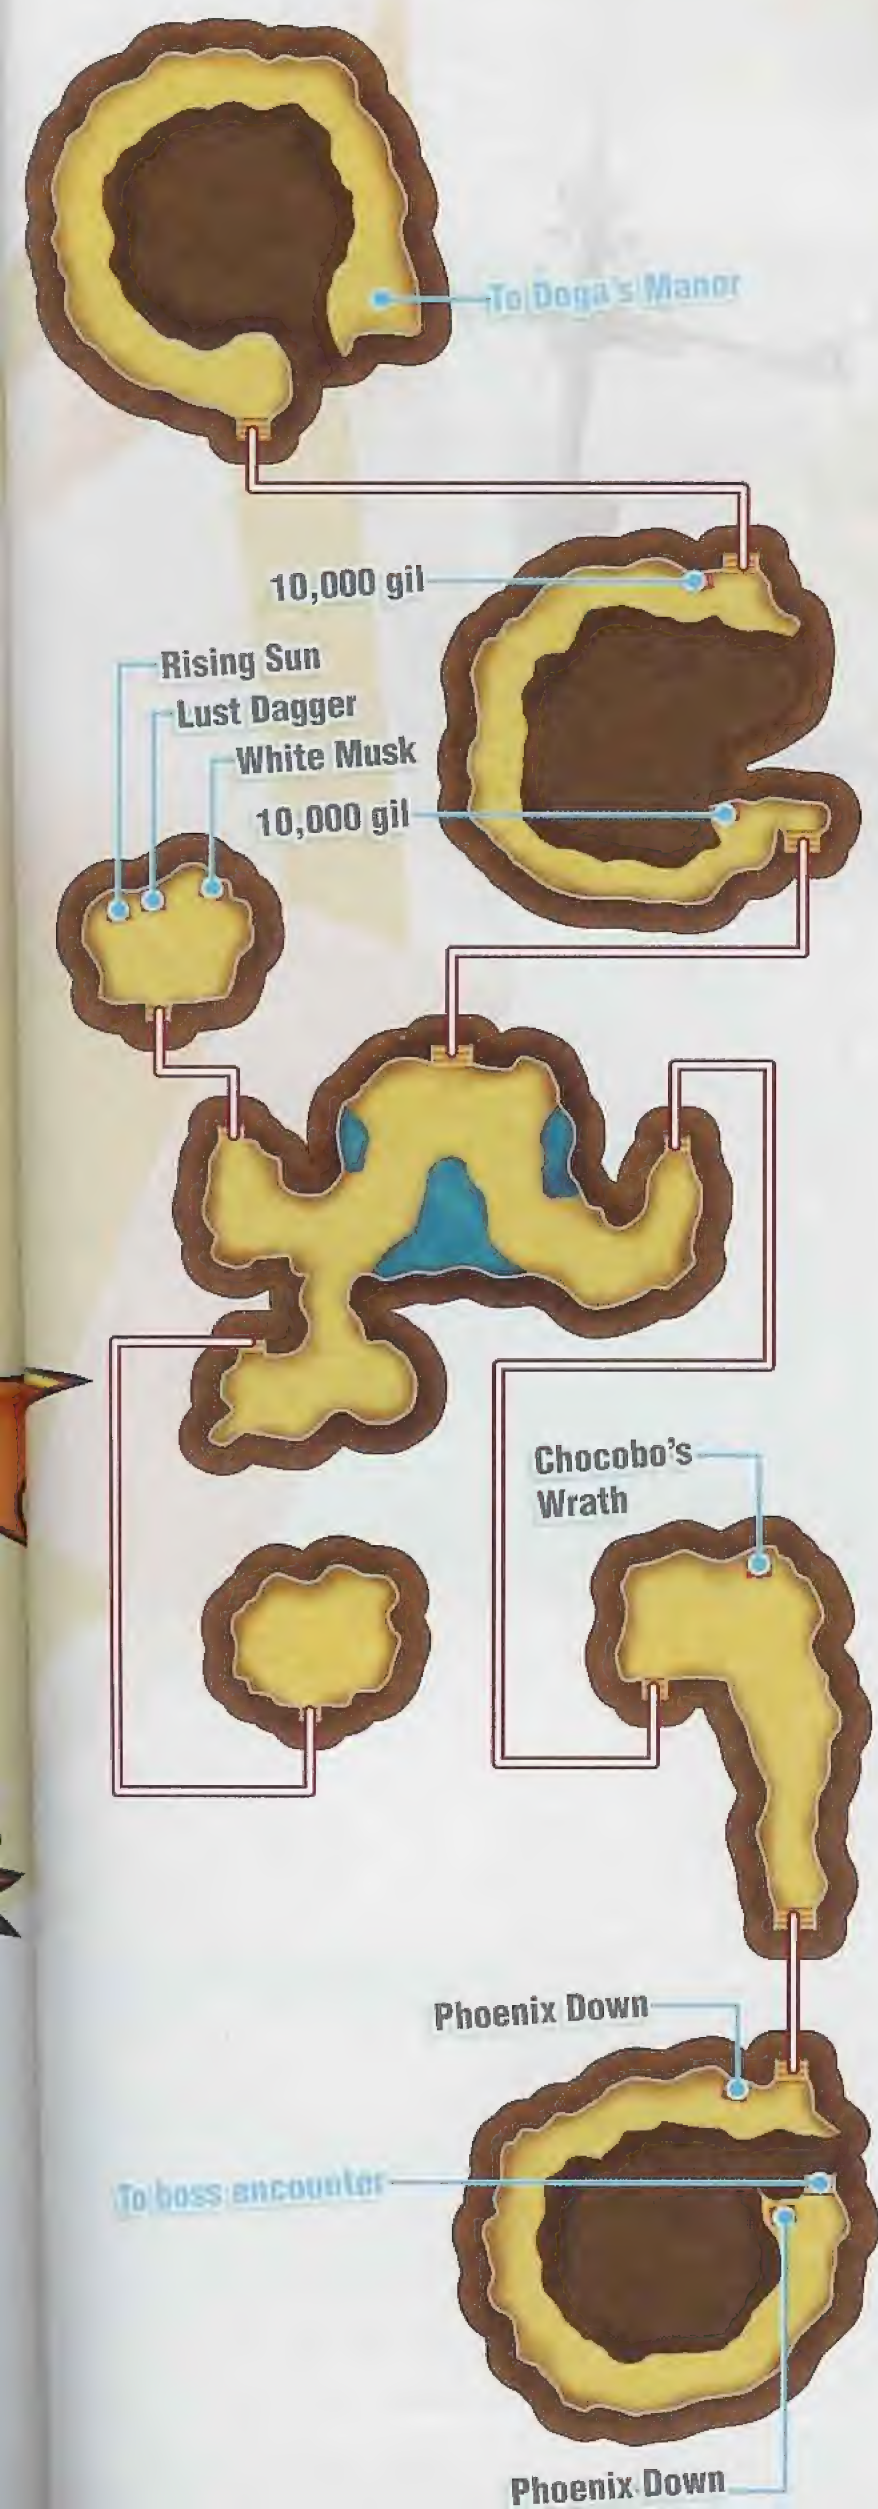 To Doga's Manor
10,000 gil
Rising Sun
Lust Dagger
White Musk
10,000 gil
Chocobo's
Wrath
Phoenix Down
To boss encounter
Phoenix Down